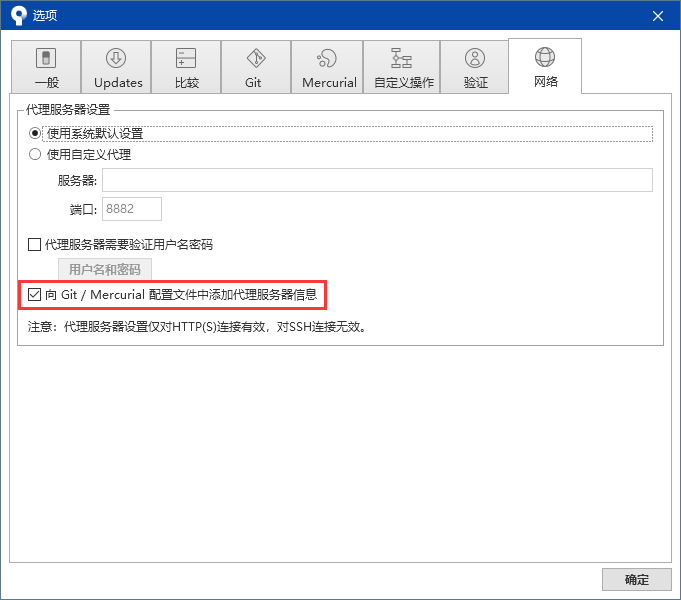 选项
一般
Updates
比较
Git
Mercurial
自定义操作
验证
网络
代理服务器设置
使用系统默认设置
使用自定义代理
服务器:
端口: 8882
代理服务器需要验证用户名密码
用户名和密码
向 Git / Mercurial 配置文件中添加代理服务器信息
注意：代理服务器设置仅对HTTP(S)连接有效，对SSH连接无效。
确定